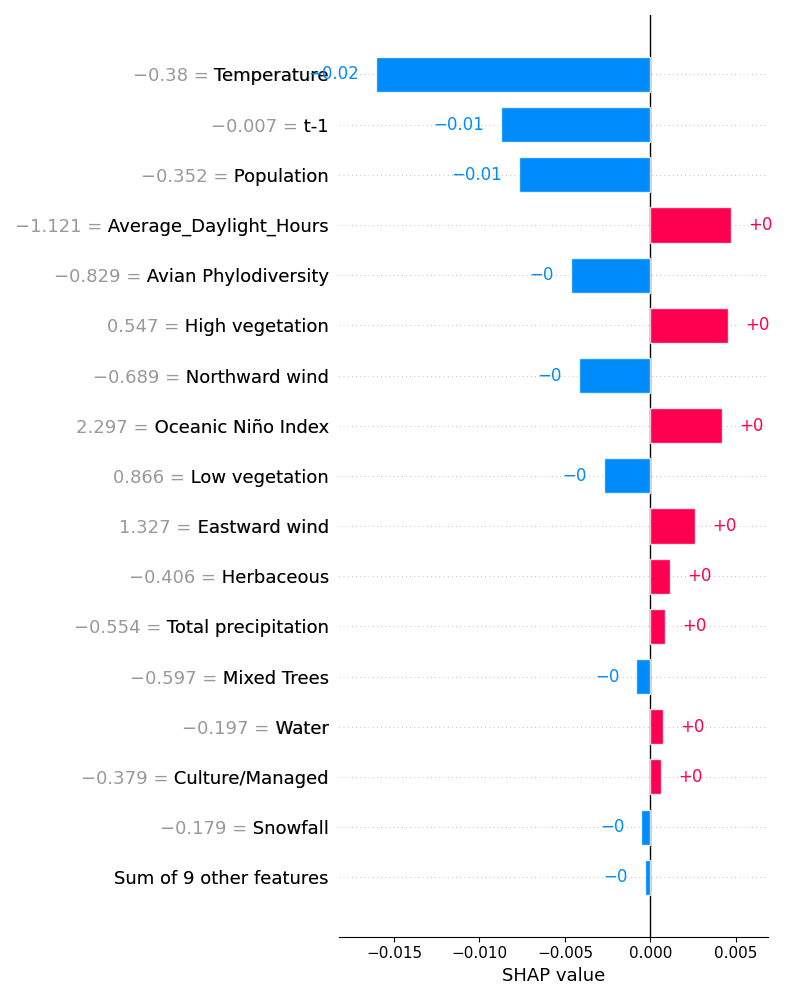 −0.38 = Temperature −0.02
−0.007 = t-1 −0.01
−0.352 = Population −0.01
−1.121 = Average_Daylight_Hours +0
−0.829 = Avian Phylodiversity −0
0.547 = High vegetation +0
−0.689 = Northward wind −0
2.297 = Oceanic Niño Index +0
0.866 = Low vegetation −0
1.327 = Eastward wind +0
−0.406 = Herbaceous +0
−0.554 = Total precipitation +0
−0.597 = Mixed Trees −0
−0.197 = Water +0
−0.379 = Culture/Managed +0
−0.179 = Snowfall −0
Sum of 9 other features −0
−0.015 −0.010 −0.005 0.000 0.005
SHAP value